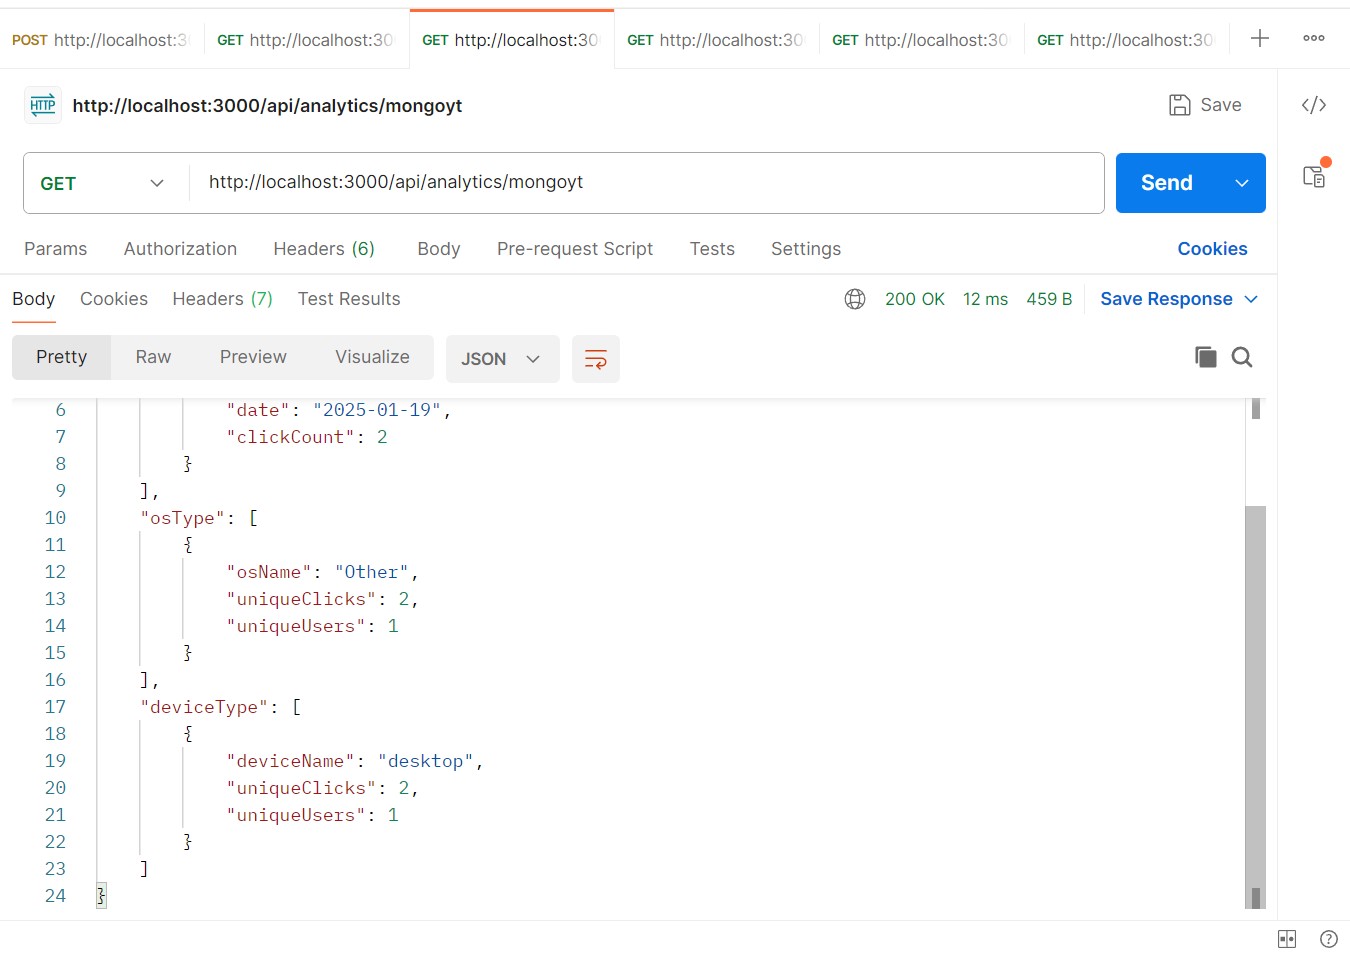 POST http://localhost:3 GET http://localhost:30 GET http://localhost:30 GET http://localhost:30 GET http://localhost:30 GET http://localhost:30
HTTP http://localhost:3000/api/analytics/mongoyt Save
GET http://localhost:3000/api/analytics/mongoyt Send
Params Authorization Headers (6) Body Pre-request Script Tests Settings Cookies
Body Cookies Headers (7) Test Results 200 OK 12 ms 459 B Save Response
Pretty Raw Preview Visualize JSON
6 "date": "2025-01-19",
7 "clickCount": 2
8 }
9 ],
10 "osType": [
11 {
12 "osName": "Other",
13 "uniqueClicks": 2,
14 "uniqueUsers": 1
15 }
16 ],
17 "deviceType": [
18 {
19 "deviceName": "desktop",
20 "uniqueClicks": 2,
21 "uniqueUsers": 1
22 }
23 ]
24 }